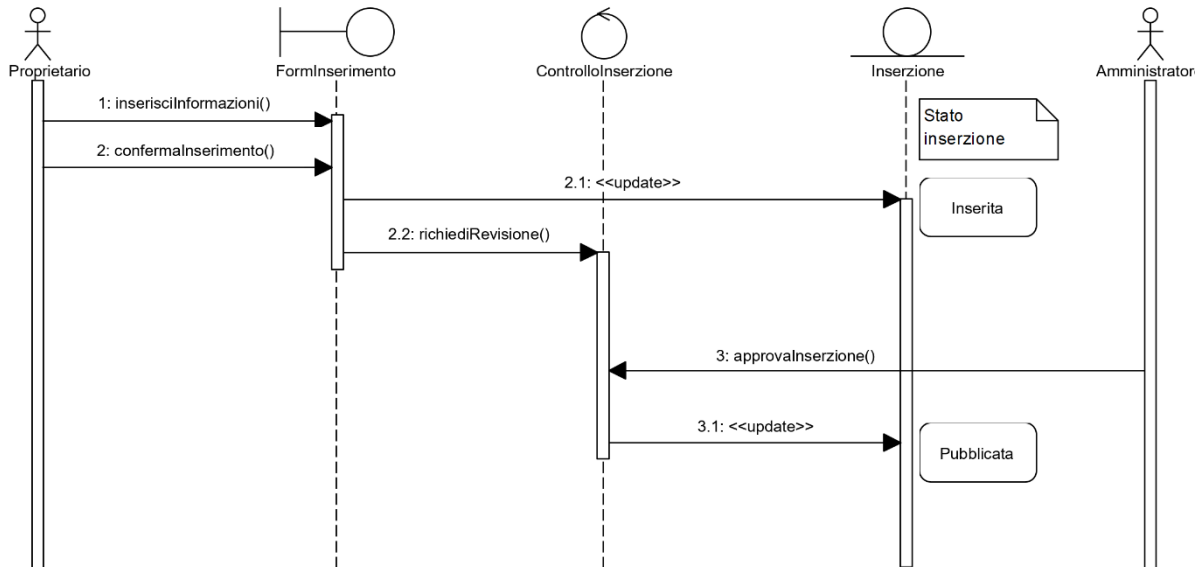 Proprietario
FormInserimento
ControlloInserzione
Inserzione
Amministratore
1: inserisciInformazioni()
Stato
inserzione
2: confermaInserimento()
2.1: <<update>>
Inserita
2.2: richiediRevisione()
3: approvaInserzione()
3.1: <<update>>
Pubblicata